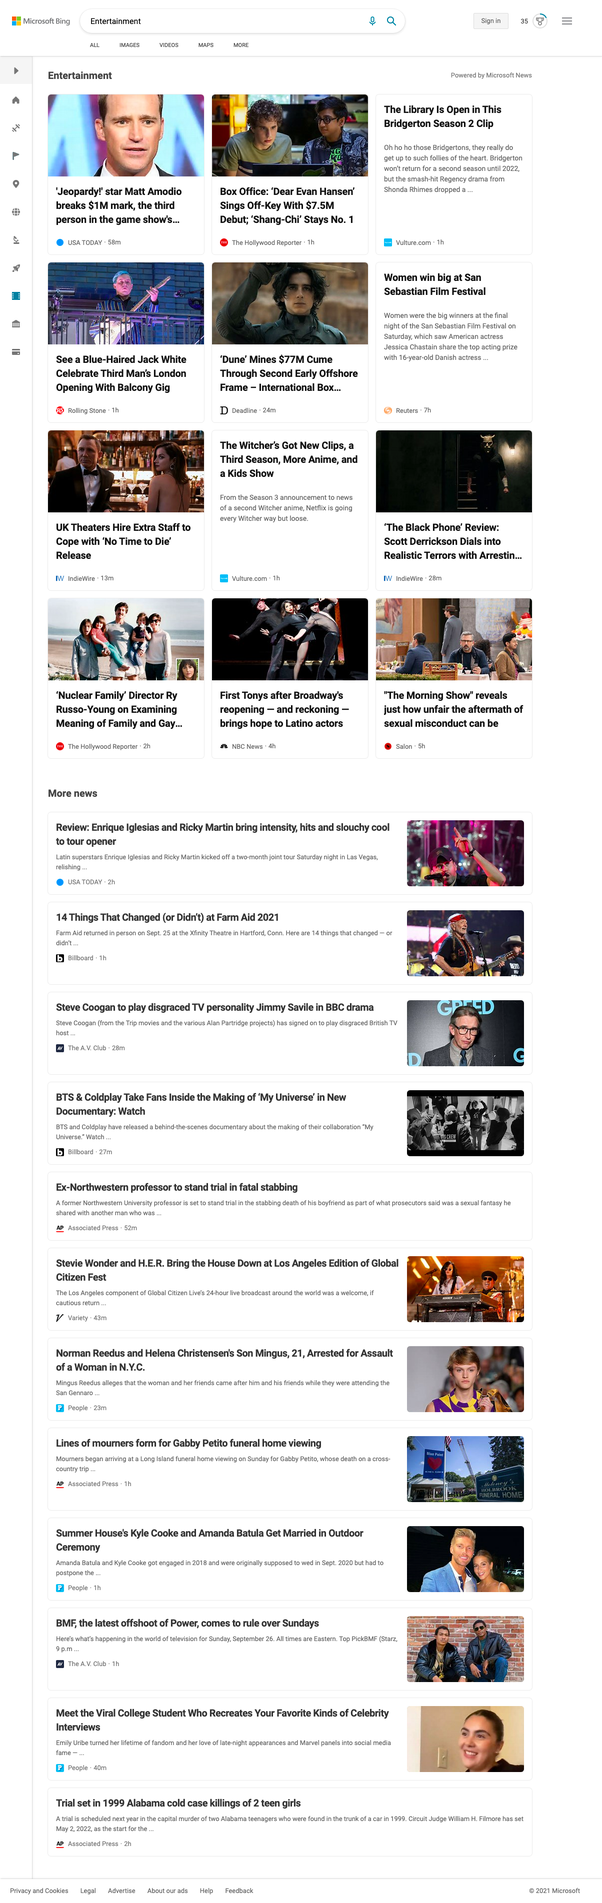 Microsoft Bing
Entertainment
Sign in
35
ALL IMAGES VIDEOS MAPS MORE
Entertainment
Powered by Microsoft News
'Jeopardy!' star Matt Amodio
breaks $1M mark, the third
person in the game show's...
USA TODAY · 58m
Box Office: ‘Dear Evan Hansen’
Sings Off-Key With $7.5M
Debut; ‘Shang-Chi’ Stays No. 1
The Hollywood Reporter · 1h
The Library Is Open in This
Bridgerton Season 2 Clip
Oh ho ho those Bridgertons, they really do
get up to such follies of the heart. Bridgerton
won’t return for a second season until 2022,
but the smash-hit Regency drama from
Shonda Rhimes dropped a ...
Vulture.com · 1h
See a Blue-Haired Jack White
Celebrate Third Man’s London
Opening With Balcony Gig
Rolling Stone · 1h
‘Dune’ Mines $77M Cume
Through Second Early Offshore
Frame – International Box...
Deadline · 24m
Women win big at San
Sebastian Film Festival
Women were the big winners at the final
night of the San Sebastian Film Festival on
Saturday, which saw American actress
Jessica Chastain share the top acting prize
with 16-year-old Danish actress ...
Reuters · 7h
UK Theaters Hire Extra Staff to
Cope with ‘No Time to Die’
Release
IndieWire · 13m
The Witcher’s Got New Clips, a
Third Season, More Anime, and
a Kids Show
From the Season 3 announcement to news
of a second Witcher anime, Netflix is going
every Witcher way but loose.
Vulture.com · 1h
‘The Black Phone’ Review:
Scott Derrickson Dials into
Realistic Terrors with Arrestin...
IndieWire · 28m
‘Nuclear Family’ Director Ry
Russo-Young on Examining
Meaning of Family and Gay...
The Hollywood Reporter · 2h
First Tonys after Broadway's
reopening — and reckoning —
brings hope to Latino actors
NBC News · 4h
"The Morning Show" reveals
just how unfair the aftermath of
sexual misconduct can be
Salon · 5h
More news
Review: Enrique Iglesias and Ricky Martin bring intensity, hits and slouchy cool
to tour opener
Latin superstars Enrique Iglesias and Ricky Martin kicked off a two-month joint tour Saturday night in Las Vegas,
relishing ...
USA TODAY · 2h
14 Things That Changed (or Didn’t) at Farm Aid 2021
Farm Aid returned in person on Sept. 25 at the Xfinity Theatre in Hartford, Conn. Here are 14 things that changed — or
didn’t ...
Billboard · 1h
Steve Coogan to play disgraced TV personality Jimmy Savile in BBC drama
Steve Coogan (from the Trip movies and the various Alan Partridge projects) has signed on to play disgraced British TV
host ...
The A.V. Club · 28m
GREED
BTS & Coldplay Take Fans Inside the Making of ‘My Universe’ in New
Documentary: Watch
BTS and Coldplay have released a behind-the-scenes documentary about the making of their collaboration “My
Universe.” Watch ...
Billboard · 27m
Ex-Northwestern professor to stand trial in fatal stabbing
A former Northwestern University professor is set to stand trial in the stabbing death of his boyfriend as part of what prosecutors said was a sexual fantasy he
shared with another man who was ...
AP Associated Press · 52m
Stevie Wonder and H.E.R. Bring the House Down at Los Angeles Edition of Global
Citizen Fest
The Los Angeles component of Global Citizen Live’s 24-hour live broadcast around the world was a welcome, if
cautious return ...
Variety · 43m
Norman Reedus and Helena Christensen's Son Mingus, 21, Arrested for Assault
of a Woman in N.Y.C.
Mingus Reedus alleges that the woman and her friends came after him and his friends while they were attending the
San Gennaro ...
People · 23m
Lines of mourners form for Gabby Petito funeral home viewing
Mourners began arriving at a Long Island funeral home viewing on Sunday for Gabby Petito, whose death on a cross-
country trip ...
AP Associated Press · 1h
FUNERAL HOME
Summer House's Kyle Cooke and Amanda Batula Get Married in Outdoor
Ceremony
Amanda Batula and Kyle Cooke got engaged in 2018 and were originally supposed to wed in Sept. 2020 but had to
postpone the ...
People · 1h
BMF, the latest offshoot of Power, comes to rule over Sundays
Here’s what’s happening in the world of television for Sunday, September 26. All times are Eastern. Top PickBMF (Starz,
9 p.m ...
The A.V. Club · 1h
Meet the Viral College Student Who Recreates Your Favorite Kinds of Celebrity
Interviews
Emily Uribe turned her lifetime of fandom and her love of late-night appearances and Marvel panels into social media
fame — ...
People · 40m
Trial set in 1999 Alabama cold case killings of 2 teen girls
A trial is scheduled next year in the capital murder of two Alabama teenagers who were found in the trunk of a car in 1999. Circuit Judge William H. Filmore has set
May 2, 2022, as the start for the ...
AP Associated Press · 2h
Privacy and Cookies Legal Advertise About our ads Help Feedback
© 2021 Microsoft